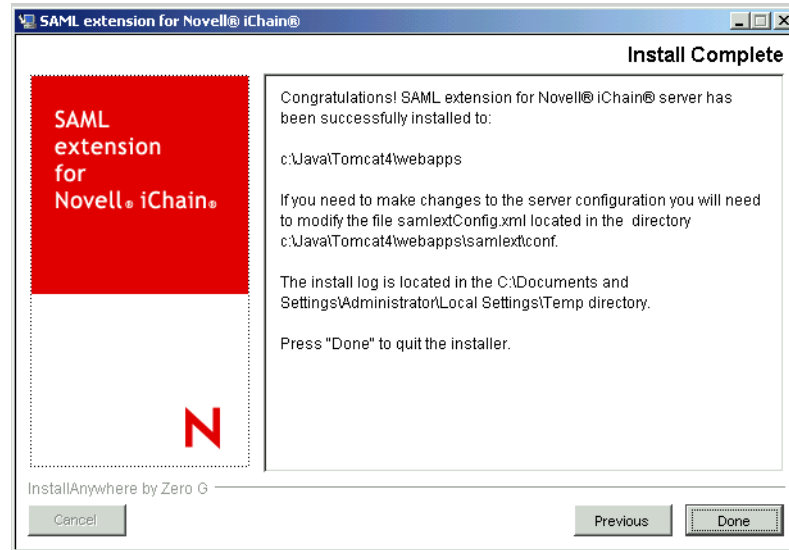 SAML extension for Novell® iChain®
Install Complete
SAML
extension
for
Novell® iChain®
Congratulations! SAML extension for Novell® iChain® server has
been successfully installed to:
c:\Java\Tomcat4\webapps
If you need to make changes to the server configuration you will need
to modify the file samlextConfig.xml located in the  directory
c:\Java\Tomcat4\webapps\samlext\conf.
The install log is located in the C:\Documents and
Settings\Administrator\Local Settings\Temp directory.
Press "Done" to quit the installer.
N
InstallAnywhere by Zero G
Cancel
Previous
Done